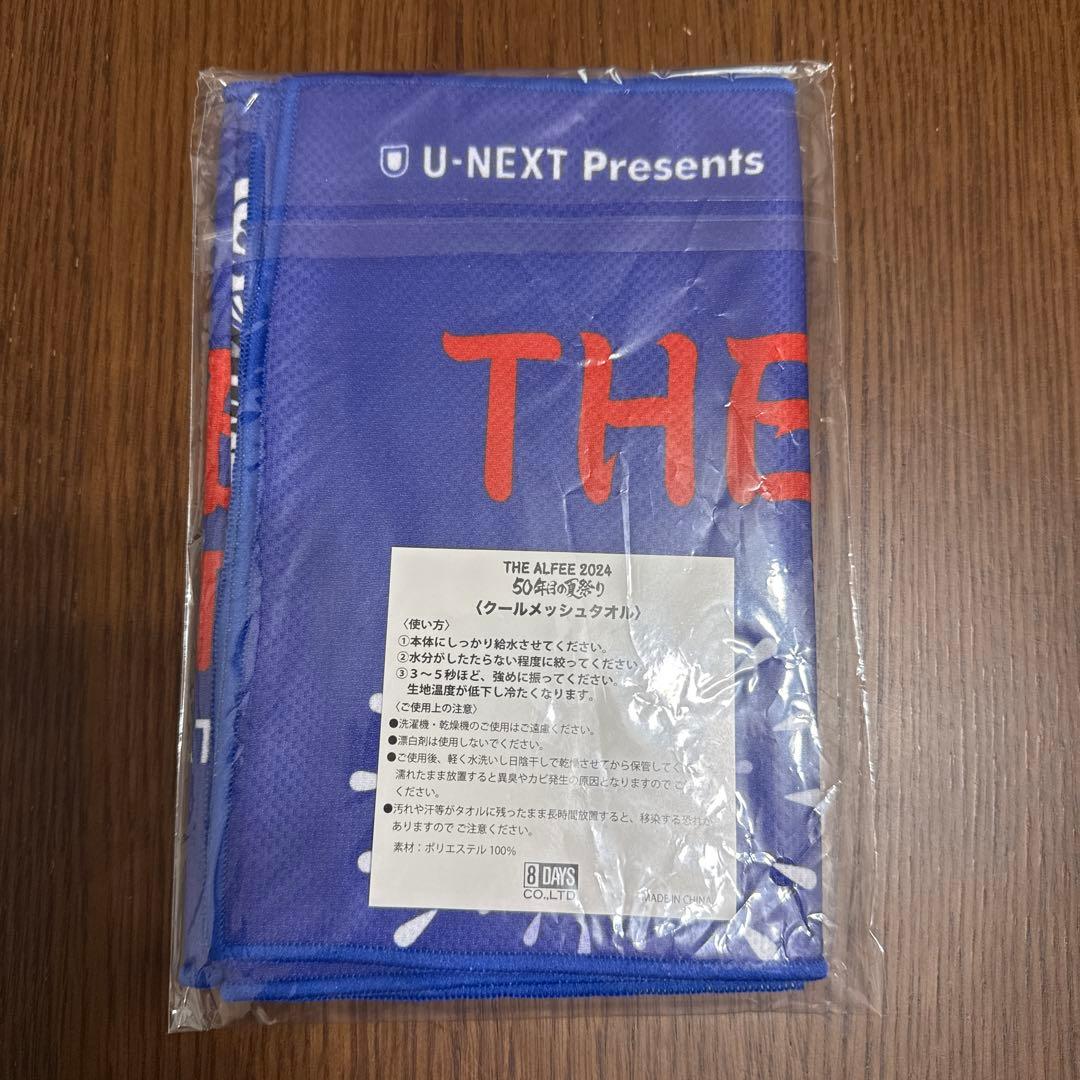 U-NEXT Presents
THE
THE ALFEE 2024
50年目の夏祭り
〈クールメッシュタオル〉
〈使い方〉
①本体にしっかり給水させてください。
②水分がしたたらない程度に絞ってください
③3〜5秒ほど、強めに振ってください。
生地温度が低下し冷たくなります。
〈ご使用上の注意〉
●洗濯機・乾燥機のご使用はご遠慮ください。
●漂白剤は使用しないでください。
●ご使用後、軽く水洗いし日陰干しで乾燥させてから保管してく
濡れたまま放置すると異臭やカビ発生の原因となりますので ご
ください。
●汚れや汗等がタオルに残ったまま長時間放置すると、移染する恐れが
ありますので ご注意ください。
素材：ポリエステル 100%
8 DAYS
CO.,LTD.
MADE IN CHINA